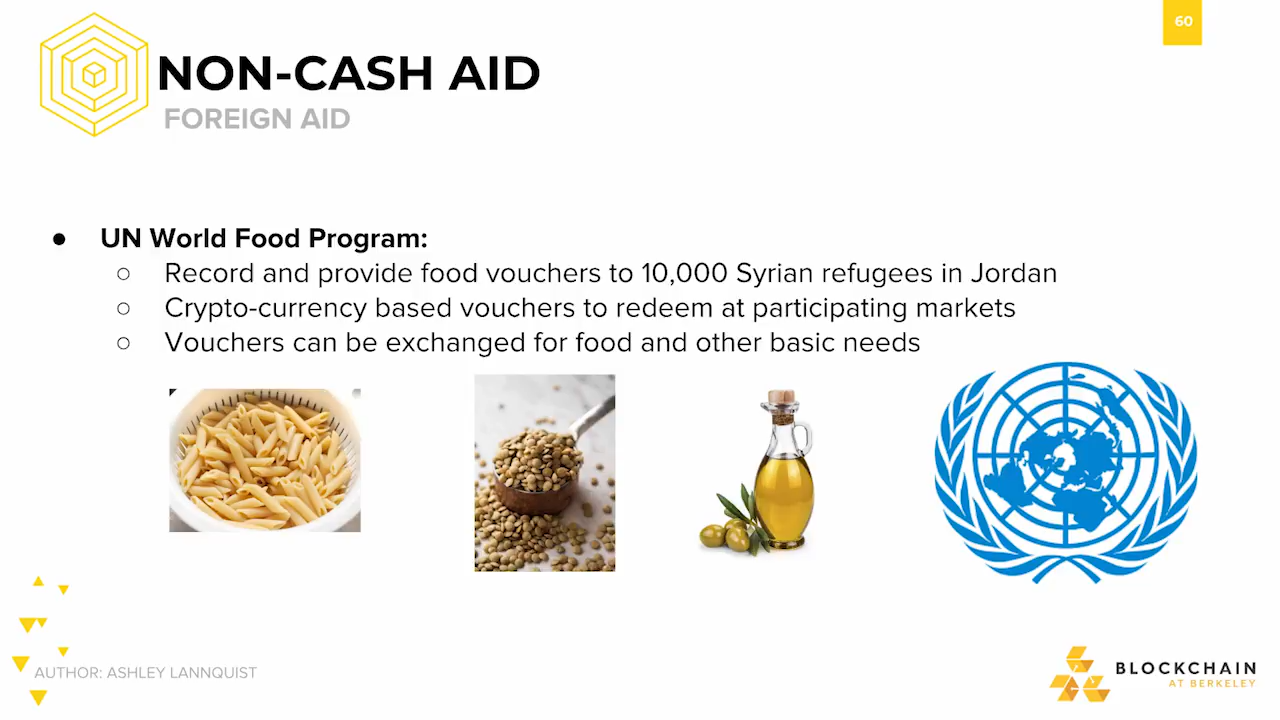 60
NON-CASH AID
FOREIGN AID
● UN World Food Program:
○ Record and provide food vouchers to 10,000 Syrian refugees in Jordan
○ Crypto-currency based vouchers to redeem at participating markets
○ Vouchers can be exchanged for food and other basic needs
AUTHOR: ASHLEY LANNQUIST
BLOCKCHAIN
AT BERKELEY